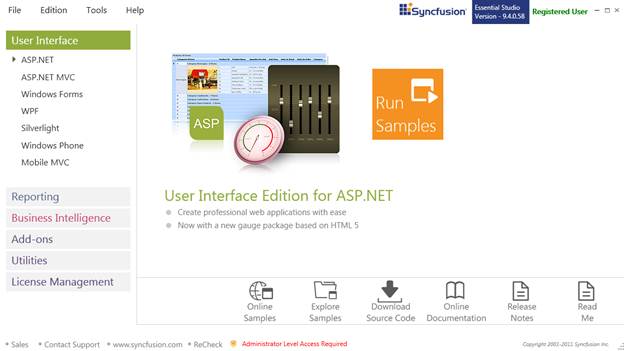 File Edition Tools Help
Syncfusion
Essential Studio
Version - 9.4.0.58
Registered User
User Interface
ASP.NET
ASP.NET MVC
Windows Forms
WPF
Silverlight
Windows Phone
Mobile MVC
Reporting
Business Intelligence
Add-ons
Utilities
License Management
ASP
Run
Samples
User Interface Edition for ASP.NET
Create professional web applications with ease
Now with a new gauge package based on HTML 5
Online
Samples
Explore
Samples
Download
Source Code
Online
Documentation
Release
Notes
Read
Me
Sales Contact Support www.syncfusion.com ReCheck Administrator Level Access Required
Copyright 2001-2011 Syncfusion Inc.